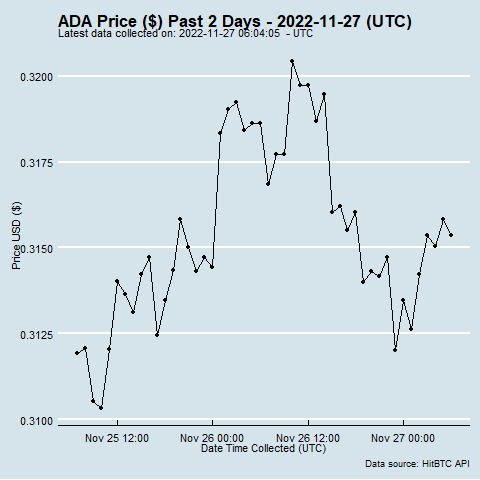 ADA Price ($) Past 2 Days - 2022-11-27 (UTC)
Latest data collected on: 2022-11-27 06:04:05 - UTC
0.3200
0.3175
0.3150
0.3125
0.3100
Price USD ($)
Nov 25 12:00 Nov 26 00:00 Nov 26 12:00 Nov 27 00:00
Date Time Collected (UTC)
Data source: HitBTC API